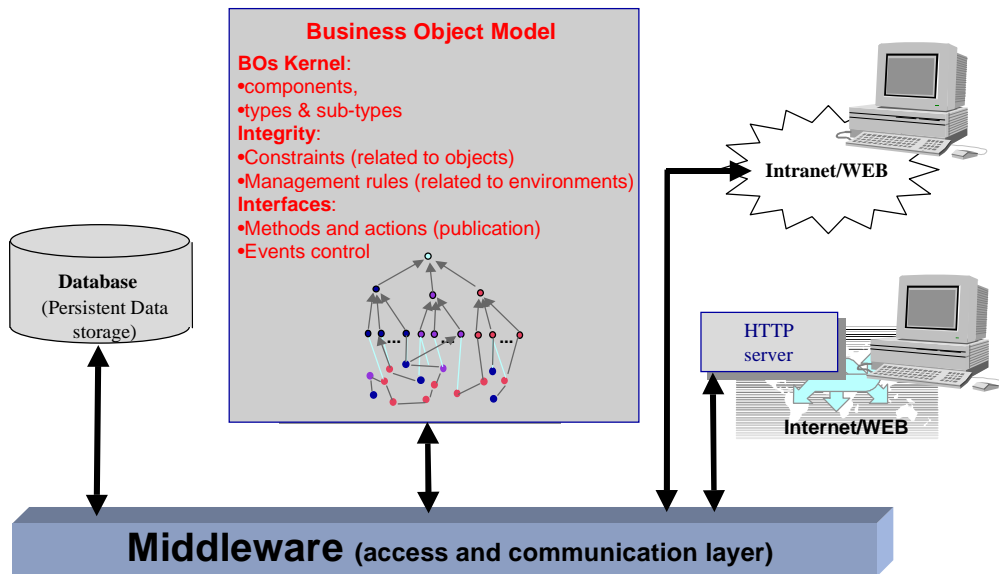 Business Object Model
BOs Kernel:
•components,
•types & sub-types
Integrity:
•Constraints (related to objects)
•Management rules (related to environments)
Interfaces:
•Methods and actions (publication)
•Events control
...
...
...
Database
(Persistent Data
storage)
Intranet/WEB
HTTP
server
Internet/WEB
Middleware (access and communication layer)